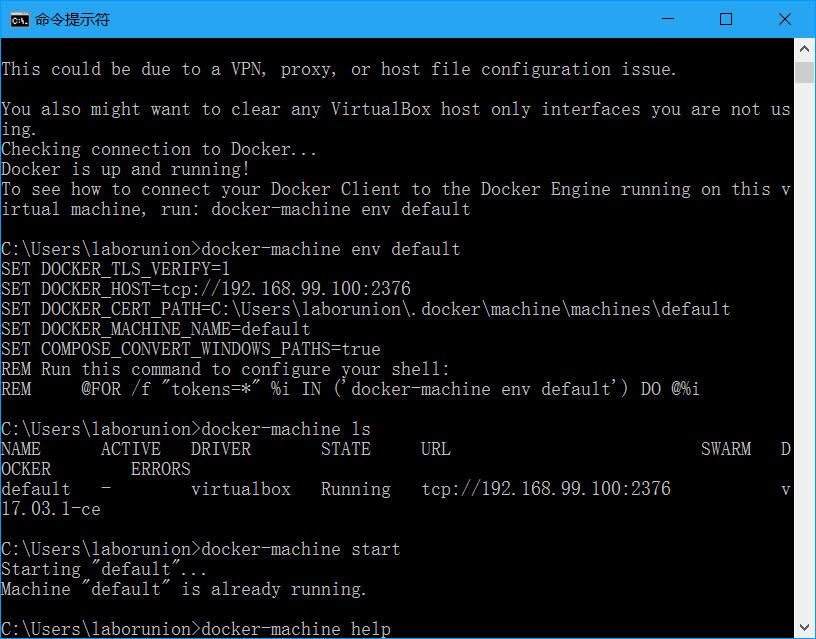 命令提示符
This could be due to a VPN, proxy, or host file configuration issue.
You also might want to clear any VirtualBox host only interfaces you are not us
ing.
Checking connection to Docker...
Docker is up and running!
To see how to connect your Docker Client to the Docker Engine running on this v
irtual machine, run: docker-machine env default
C:\Users\laborunion>docker-machine env default
SET DOCKER_TLS_VERIFY=1
SET DOCKER_HOST=tcp://192.168.99.100:2376
SET DOCKER_CERT_PATH=C:\Users\laborunion\.docker\machine\machines\default
SET DOCKER_MACHINE_NAME=default
SET COMPOSE_CONVERT_WINDOWS_PATHS=true
REM Run this command to configure your shell:
REM     @FOR /f "tokens=*" %i IN ('docker-machine env default') DO @%i
C:\Users\laborunion>docker-machine ls
NAME      ACTIVE   DRIVER       STATE     URL                         SWARM   D
OCKER        ERRORS
default   -        virtualbox   Running   tcp://192.168.99.100:2376           v
17.03.1-ce
C:\Users\laborunion>docker-machine start
Starting "default"...
Machine "default" is already running.
C:\Users\laborunion>docker-machine help